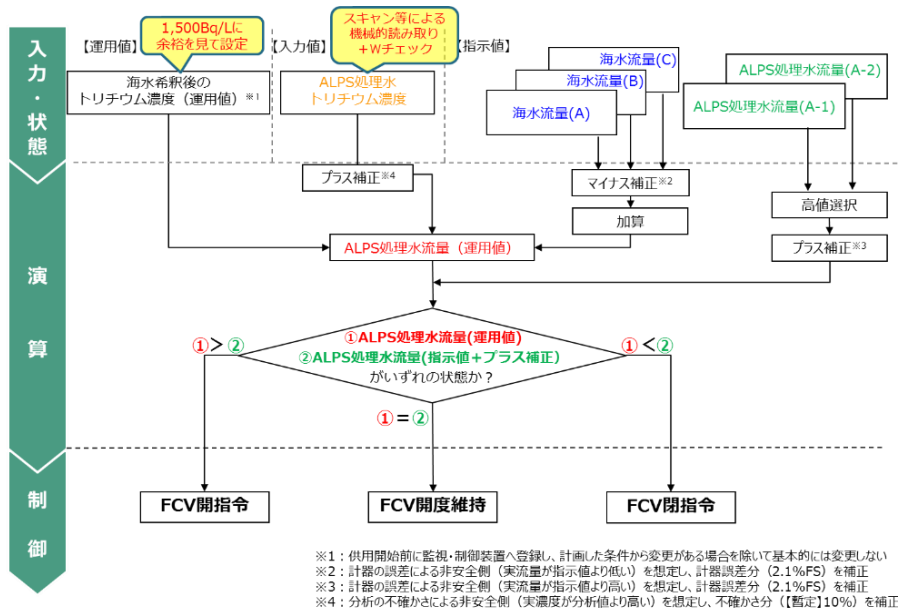 入力・状態
演算
制御
1,500Bq/Lに
余裕を見て設定
スキャン等による
機械的読み取り
+Wチェック
【運用値】
【入力値】
【指示値】
海水希釈後の
トリチウム濃度（運用値）※1
ALPS処理水
トリチウム濃度
海水流量(C)
海水流量(B)
海水流量(A)
ALPS処理水流量(A-2)
ALPS処理水流量(A-1)
プラス補正※4
マイナス補正※2
加算
高値選択
プラス補正※3
ALPS処理水流量（運用値）
①ALPS処理水流量(運用値)
②ALPS処理水流量(指示値+プラス補正）
がいずれの状態か？
①>②
①<②
①=②
FCV開指令
FCV開度維持
FCV閉指令
※1：供用開始前に監視・制御装置へ登録し、計画した条件から変更がある場合を除いて基本的には変更しない
※2：計器の誤差による非安全側（実流量が指示値より低い）を想定し、計器誤差分（2.1%FS）を補正
※3：計器の誤差による非安全側（実流量が指示値より高い）を想定し、計器誤差分（2.1%FS）を補正
※4：分析の不確かさによる非安全側（実濃度が分析値より高い）を想定し、不確かさ分（【暫定】10%）を補正